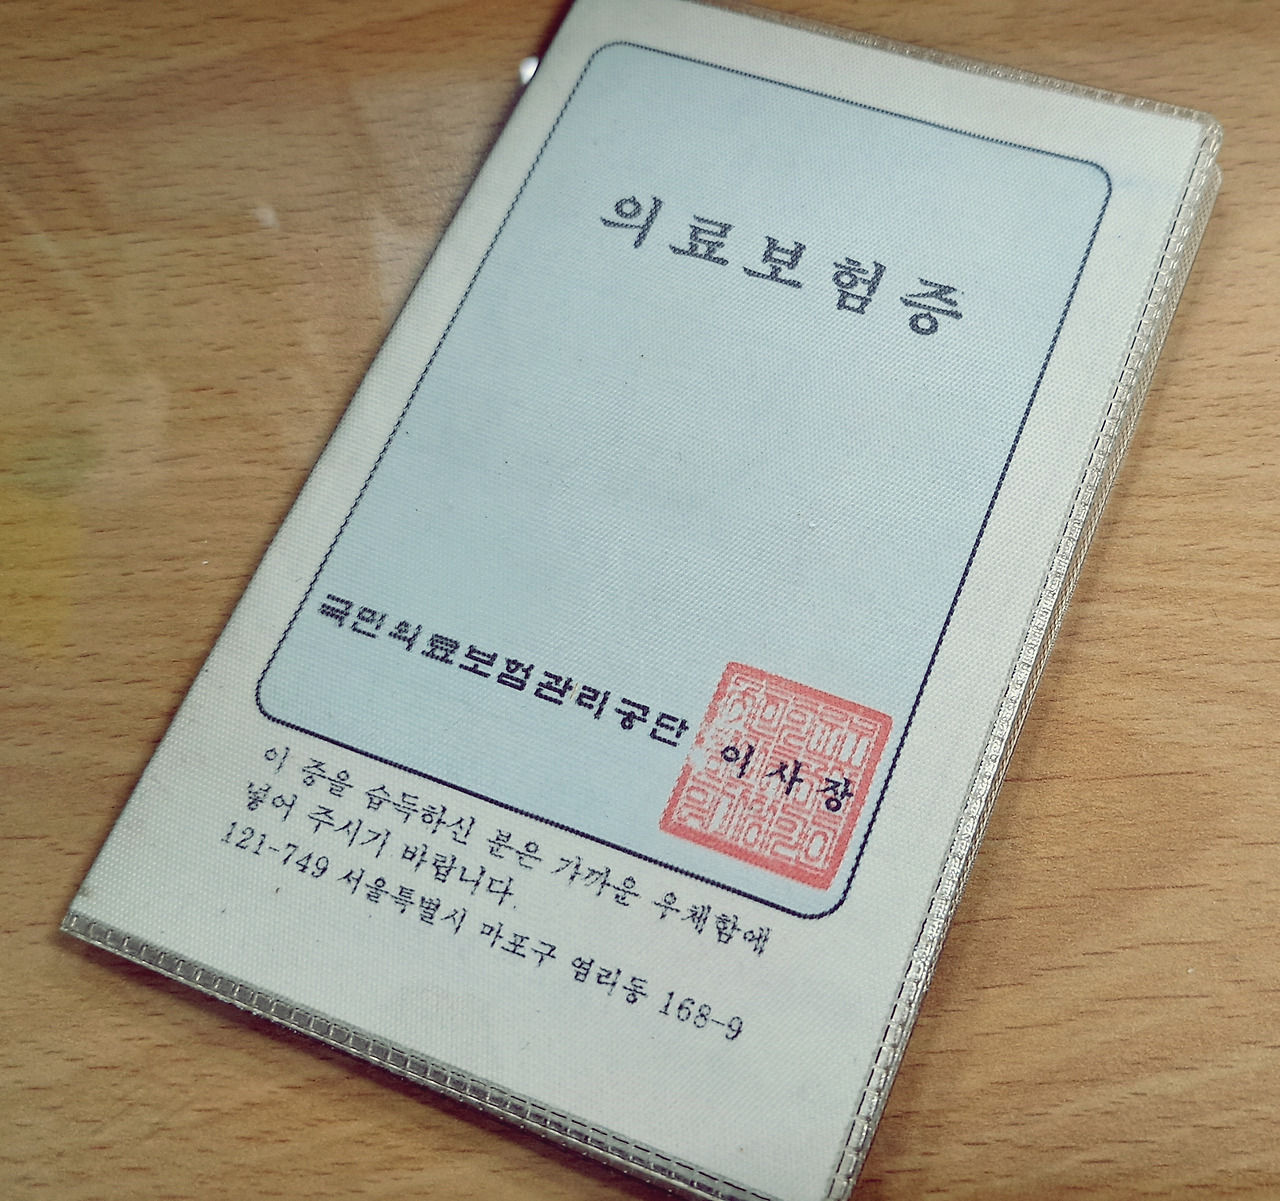 의료보험증
국민의료보험관리공단 이사장
이 증을 습득하신 분은 가까운 우체함에
넣어 주시기 바랍니다.
121-749 서울특별시 마포구 염리동 168-9